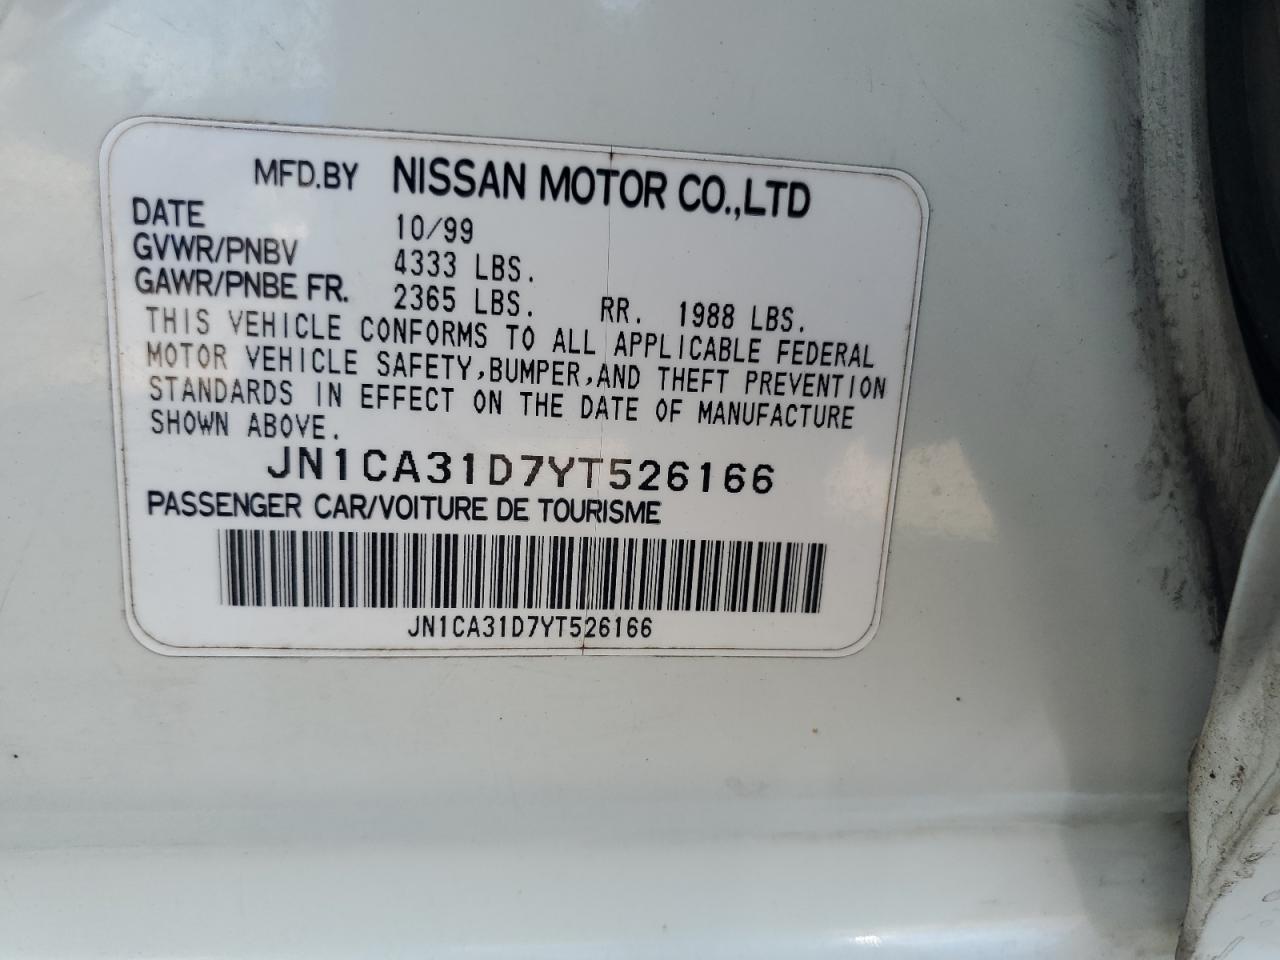 MFD.BY NISSAN MOTOR CO.,LTD
DATE 10/99
GVWR/PNBV 4333 LBS.
GAWR/PNBE FR. 2365 LBS. RR. 1988 LBS.
THIS VEHICLE CONFORMS TO ALL APPLICABLE FEDERAL
MOTOR VEHICLE SAFETY,BUMPER,AND THEFT PREVENTION
STANDARDS IN EFFECT ON THE DATE OF MANUFACTURE
SHOWN ABOVE.
JN1CA31D7YT526166
PASSENGER CAR/VOITURE DE TOURISME
JN1CA31D7YT526166